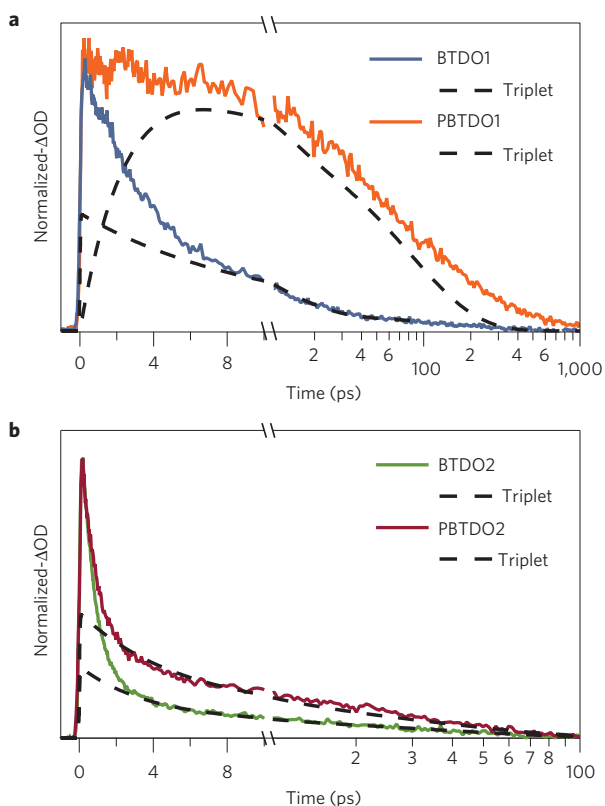 a
BTDO1
Triplet
PBTDO1
Triplet
Normalized-ΔOD
0 4 8 2 4 6 100 2 4 6 1,000
Time (ps)
b
BTDO2
Triplet
PBTDO2
Triplet
Normalized-ΔOD
0 4 8 2 3 4 5 6 7 8 100
Time (ps)